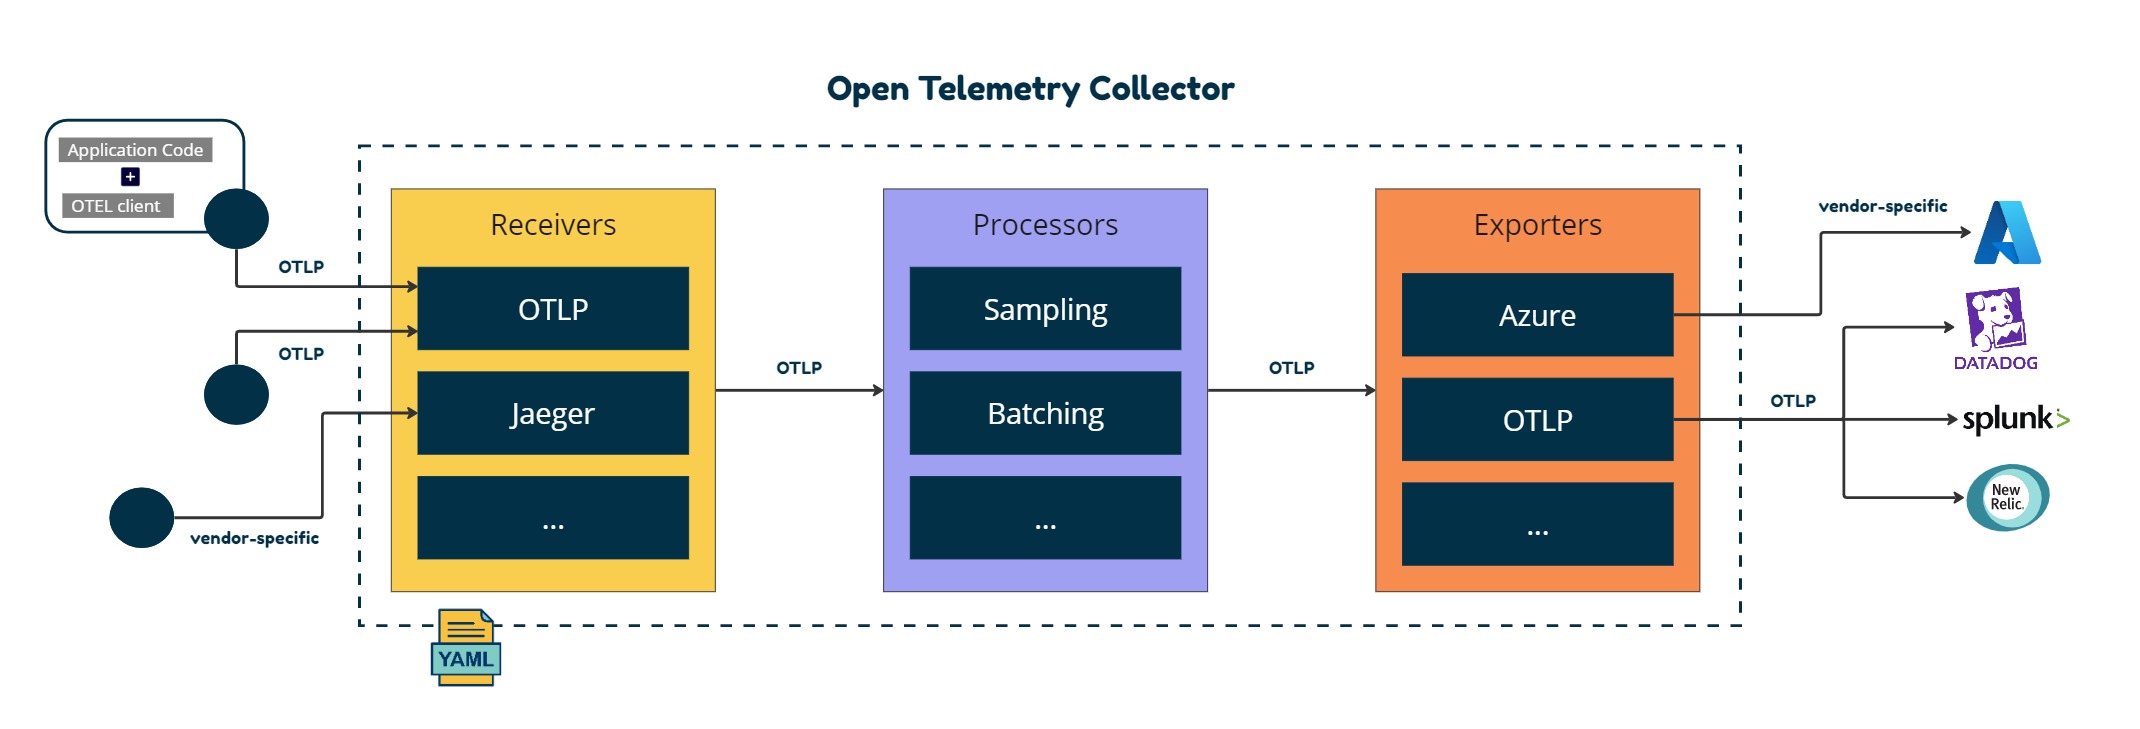 Open Telemetry Collector
Application Code
+
OTEL client
OTLP
OTLP
vendor-specific
Receivers
OTLP
Jaeger
...
YAML
OTLP
Processors
Sampling
Batching
...
OTLP
Exporters
Azure
OTLP
...
vendor-specific
OTLP
DATADOG
splunk>
New
Relic.